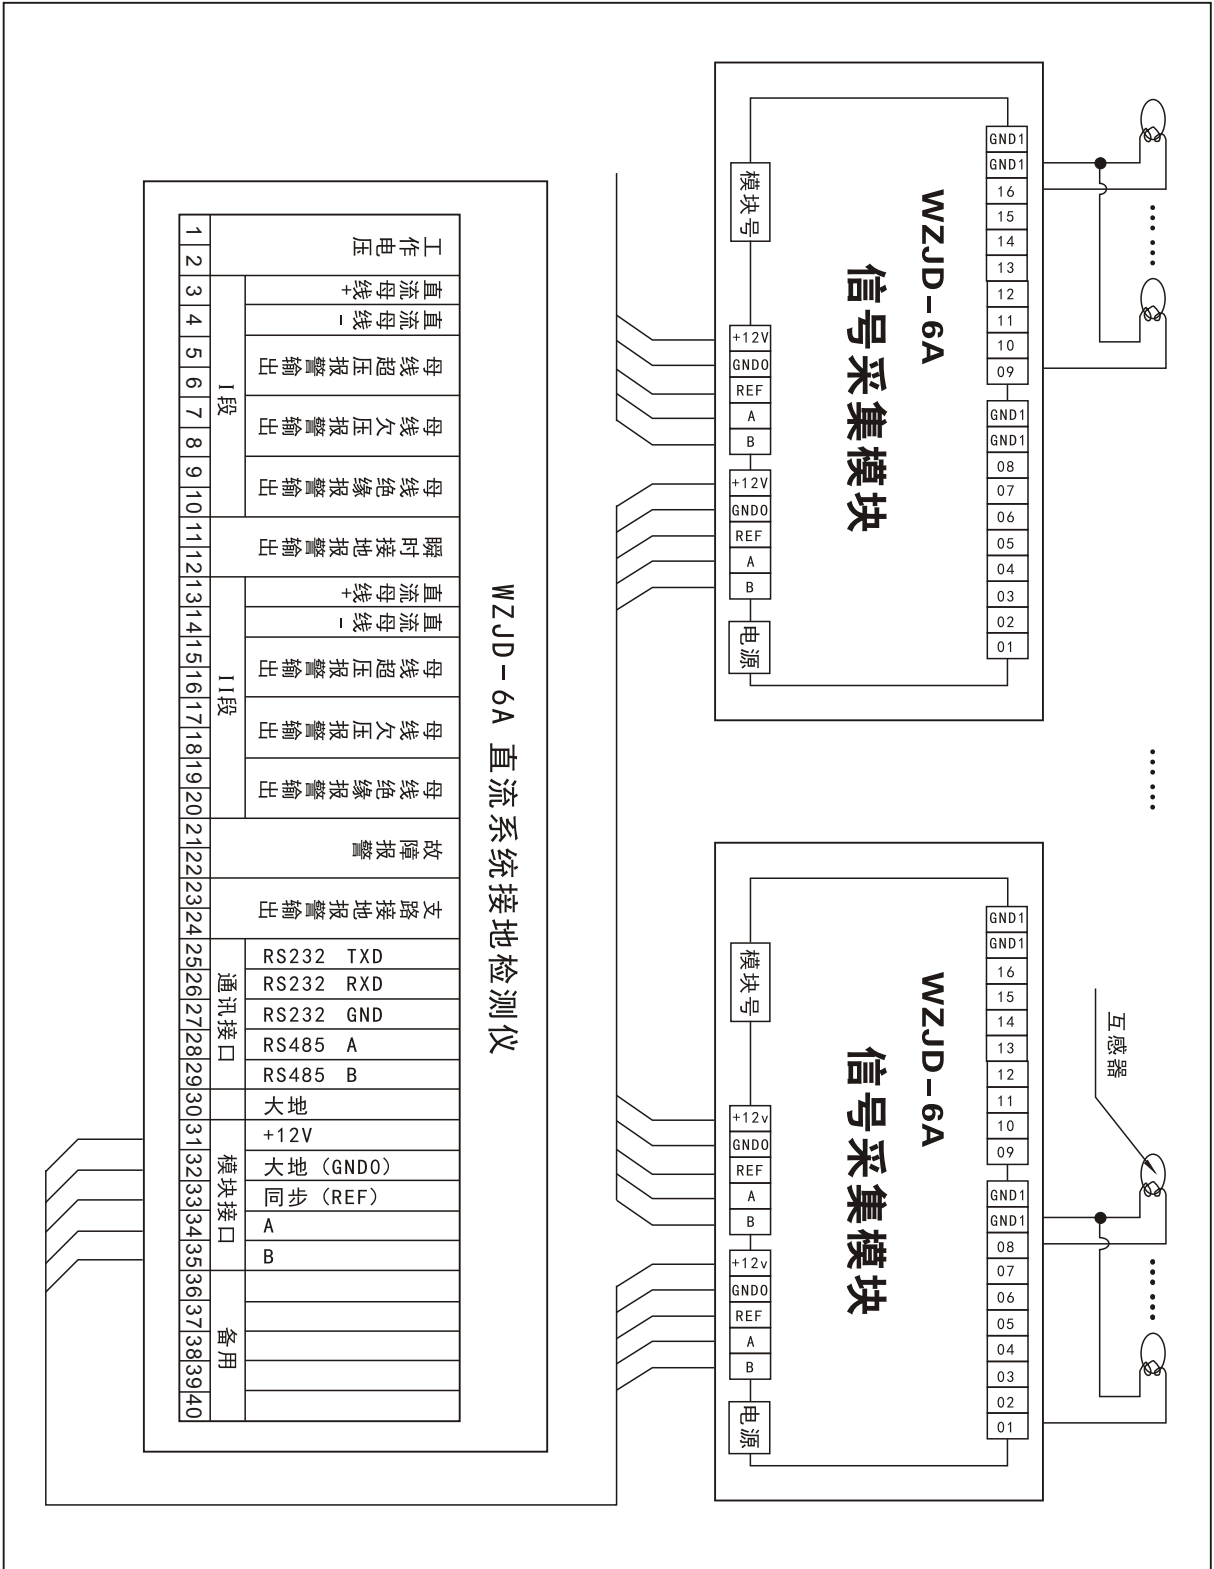 WZJD-6A 直流系统接地检测仪
1
2
工作电压
I段
3
直流母线+
4
直流母线-
5
6
母线超压报警输出
7
8
母线欠压报警输出
9
10
母线绝缘报警输出
11
12
瞬时接地报警输出
II段
13
直流母线+
14
直流母线-
15
16
母线超压报警输出
17
18
母线欠压报警输出
19
20
母线绝缘报警输出
21
22
故障报警
23
24
支路接地报警输出
通讯接口
25
RS232 TXD
26
RS232 RXD
27
RS232 GND
28
RS485 A
29
RS485 B
30
大地
模块接口
31
+12V
32
大地（GND0）
33
同步（REF）
34
A
35
B
备用
36
37
38
39
40
WZJD-6A
信号采集模块
模块号
+12V
GND0
REF
A
B
+12V
GND0
REF
A
B
电源
GND1
GND1
16
15
14
13
12
11
10
09
GND1
GND1
08
07
06
05
04
03
02
01
......
......
WZJD-6A
信号采集模块
模块号
+12v
GND0
REF
A
B
+12v
GND0
REF
A
B
电源
GND1
GND1
16
15
14
13
12
11
10
09
GND1
GND1
08
07
06
05
04
03
02
01
互感器
......